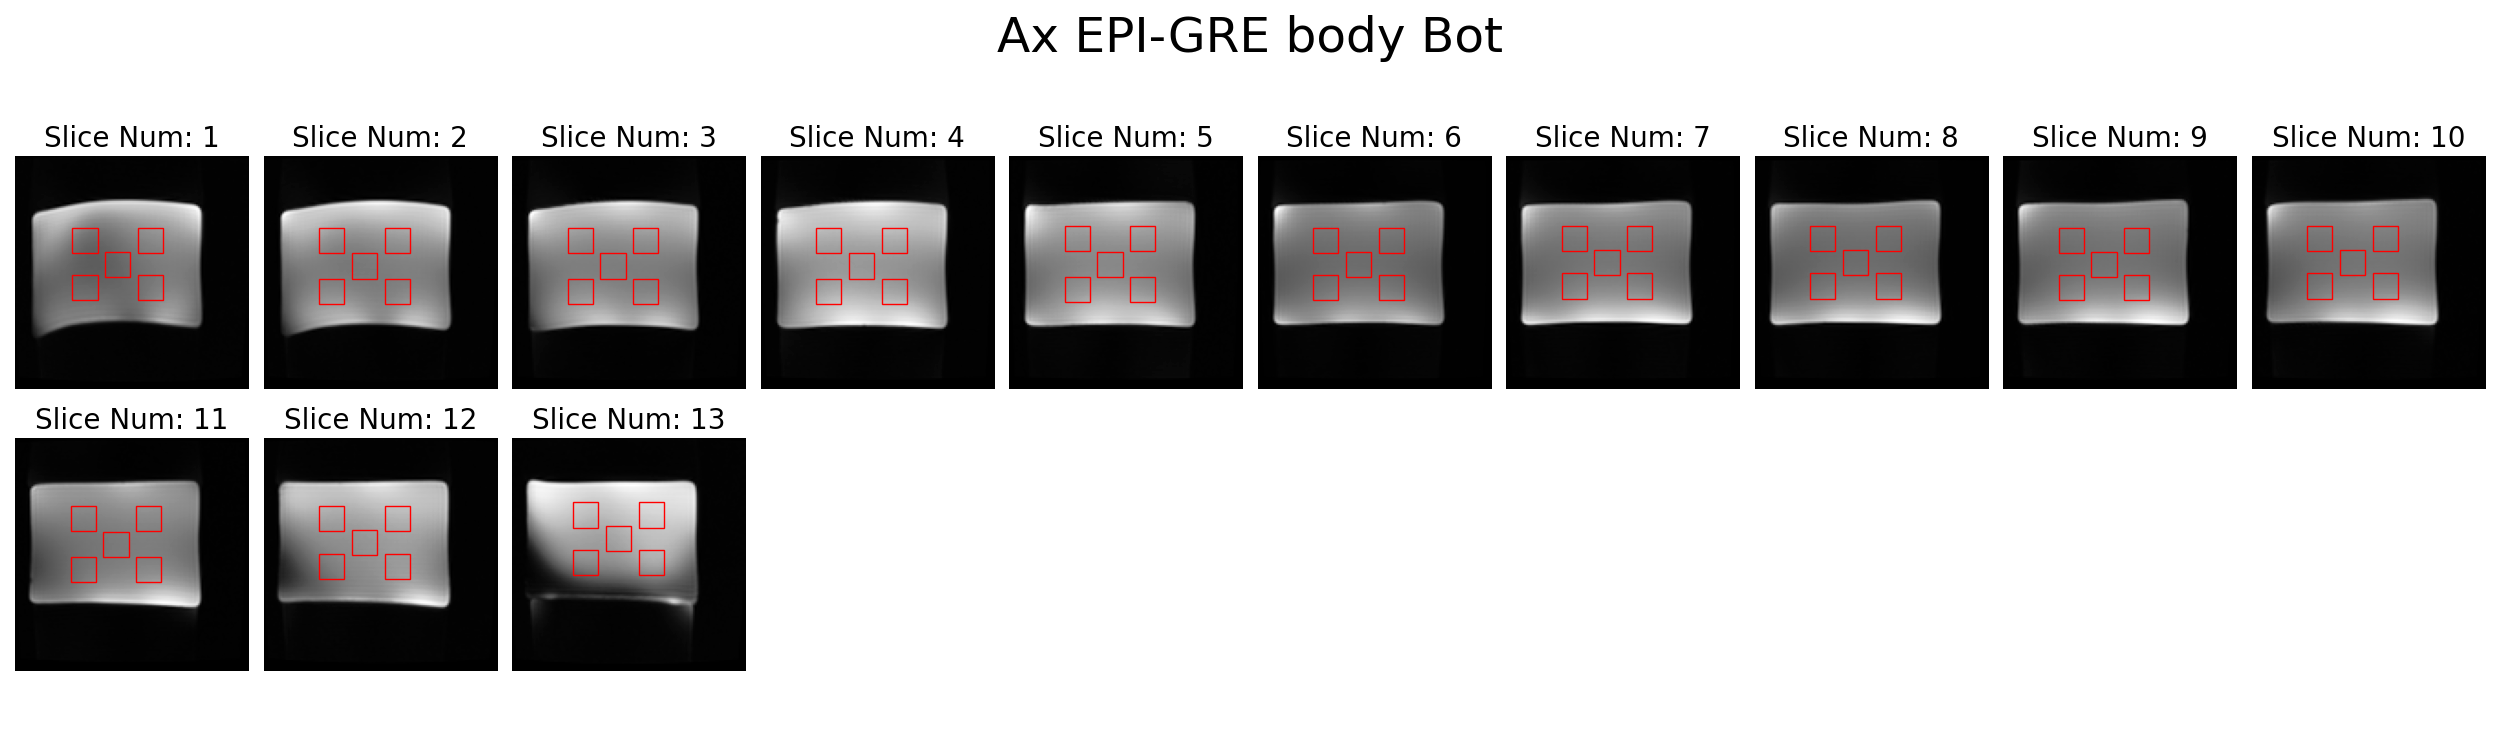 Ax EPI-GRE body Bot
Slice Num: 1
Slice Num: 2
Slice Num: 3
Slice Num: 4
Slice Num: 5
Slice Num: 6
Slice Num: 7
Slice Num: 8
Slice Num: 9
Slice Num: 10
Slice Num: 11
Slice Num: 12
Slice Num: 13